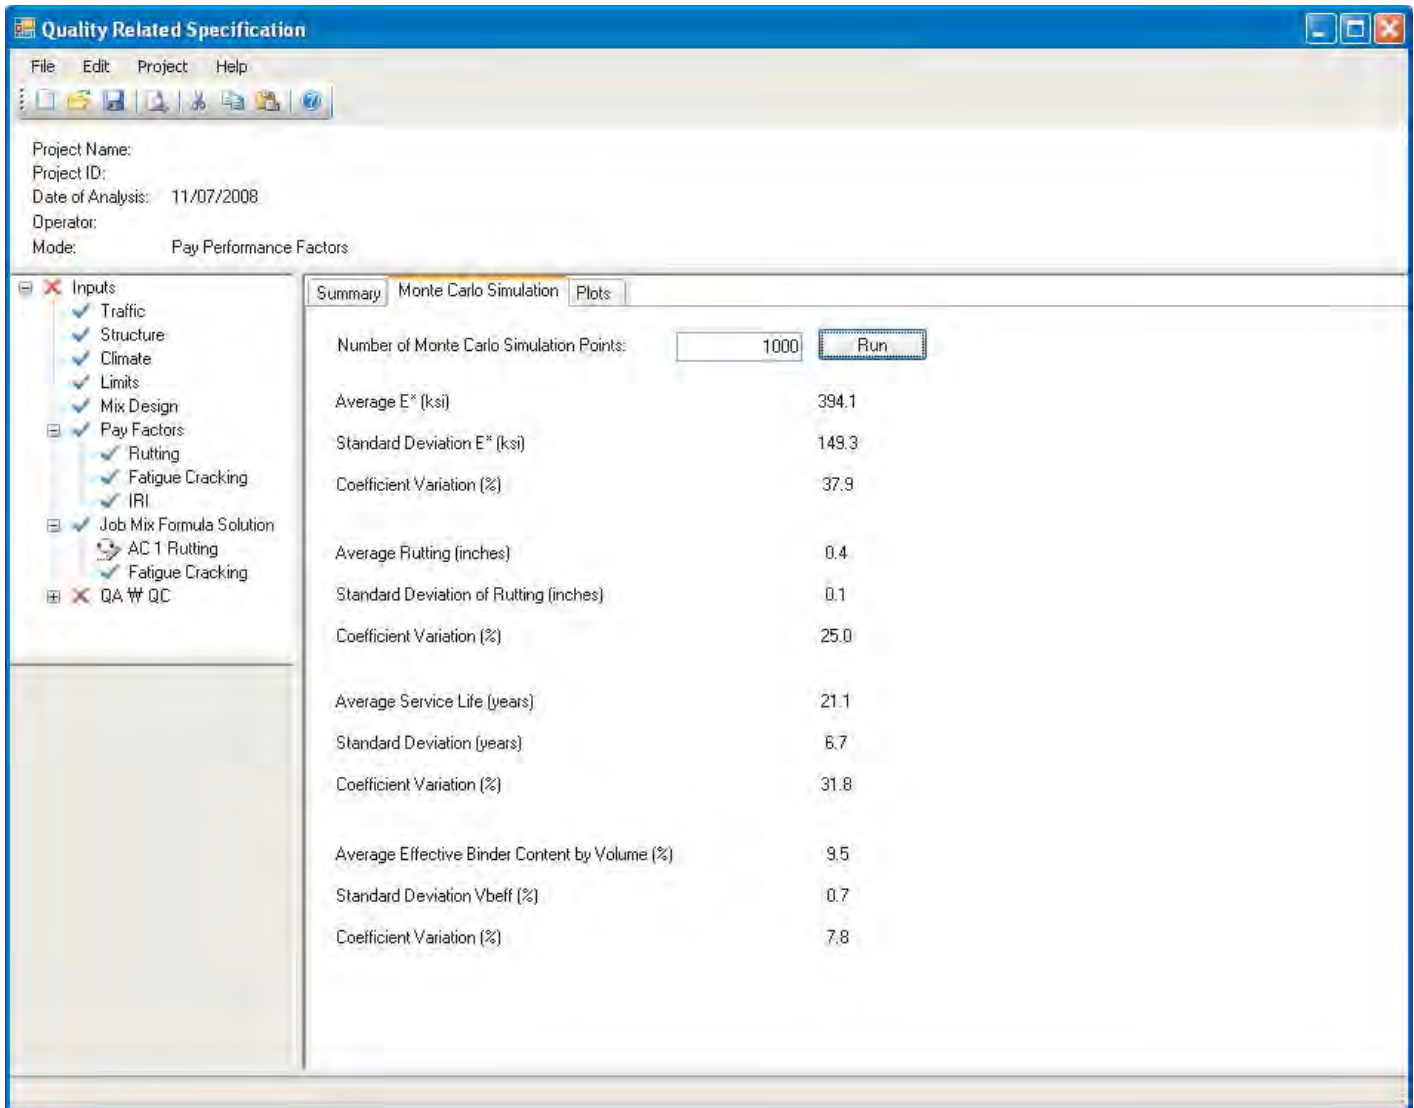 Quality Related Specification
File Edit Project Help
Project Name:
Project ID:
Date of Analysis: 11/07/2008
Operator:
Mode: Pay Performance Factors
Inputs
Traffic
Structure
Climate
Limits
Mix Design
Pay Factors
Rutting
Fatigue Cracking
IRI
Job Mix Formula Solution
AC 1 Rutting
Fatigue Cracking
QA ₩ QC
Summary Monte Carlo Simulation Plots
Number of Monte Carlo Simulation Points: 1000 Run
Average E* (ksi) 394.1
Standard Deviation E* (ksi) 149.3
Coefficient Variation (%) 37.9
Average Rutting (inches) 0.4
Standard Deviation of Rutting (inches) 0.1
Coefficient Variation (%) 25.0
Average Service Life (years) 21.1
Standard Deviation (years) 6.7
Coefficient Variation (%) 31.8
Average Effective Binder Content by Volume (%) 9.5
Standard Deviation Vbeff (%) 0.7
Coefficient Variation (%) 7.8